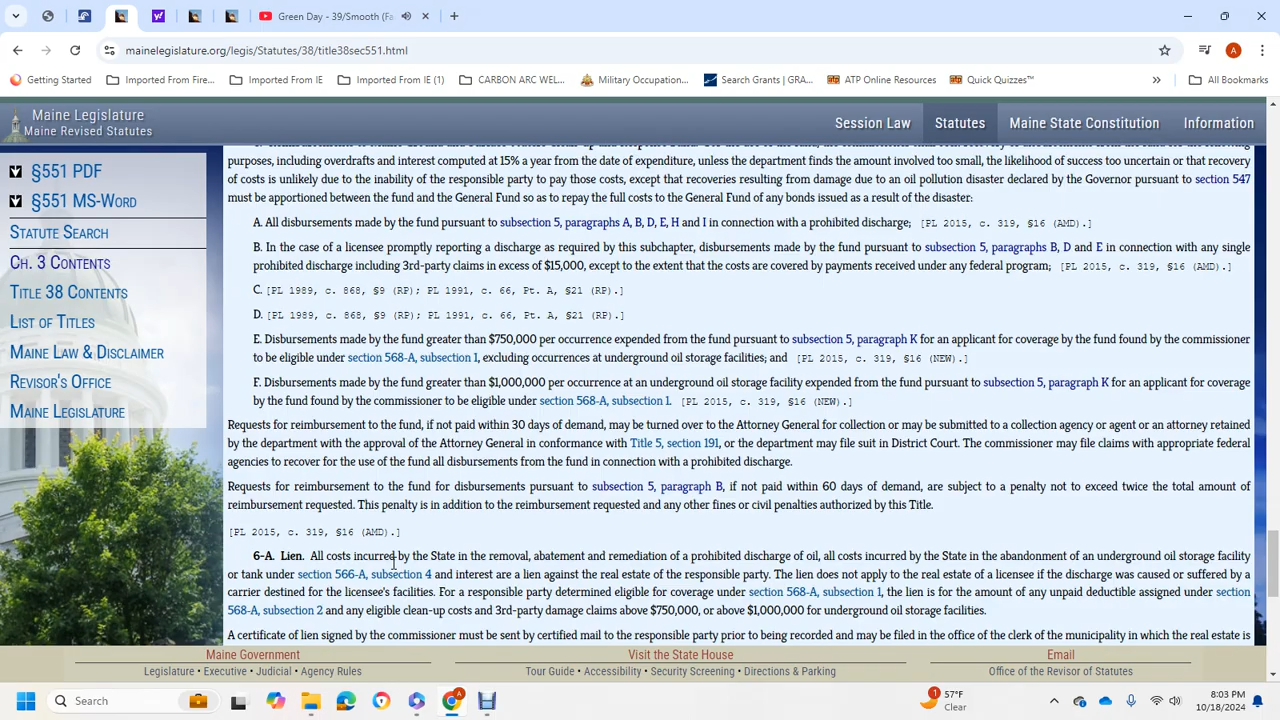 Green Day - 39/Smooth (Fa
mainelegislature.org/legis/Statutes/38/title38sec551.html
A
Getting Started
Imported From Fire...
Imported From IE
Imported From IE (1)
CARBON ARC WEL...
Military Occupation...
Search Grants | GRA...
ATP Online Resources
Quick Quizzes™
»
All Bookmarks
Maine Legislature
Maine Revised Statutes
Session Law
Statutes
Maine State Constitution
Information
§551 PDF
§551 MS-Word
Statute Search
Ch. 3 Contents
Title 38 Contents
List of Titles
Maine Law & Disclaimer
Revisor's Office
Maine Legislature
purposes, including overdrafts and interest computed at 15% a year from the date of expenditure, unless the department finds the amount involved too small, the likelihood of success too uncertain or that recovery
of costs is unlikely due to the inability of the responsible party to pay those costs, except that recoveries resulting from damage due to an oil pollution disaster declared by the Governor pursuant to section 547
must be apportioned between the fund and the General Fund so as to repay the full costs to the General Fund of any bonds issued as a result of the disaster:
A. All disbursements made by the fund pursuant to subsection 5, paragraphs A, B, D, E, H and I in connection with a prohibited discharge; [PL 2015, c. 319, §16 (AMD).]
B. In the case of a licensee promptly reporting a discharge as required by this subchapter, disbursements made by the fund pursuant to subsection 5, paragraphs B, D and E in connection with any single
prohibited discharge including 3rd-party claims in excess of $15,000, except to the extent that the costs are covered by payments received under any federal program; [PL 2015, c. 319, §16 (AMD).]
C. [PL 1989, c. 868, §9 (RP); PL 1991, c. 66, Pt. A, §21 (RP).]
D. [PL 1989, c. 868, §9 (RP); PL 1991, c. 66, Pt. A, §21 (RP).]
E. Disbursements made by the fund greater than $750,000 per occurrence expended from the fund pursuant to subsection 5, paragraph K for an applicant for coverage by the fund found by the commissioner
to be eligible under section 568-A, subsection 1, excluding occurrences at underground oil storage facilities; and [PL 2015, c. 319, §16 (NEW).]
F. Disbursements made by the fund greater than $1,000,000 per occurrence at an underground oil storage facility expended from the fund pursuant to subsection 5, paragraph K for an applicant for coverage
by the fund found by the commissioner to be eligible under section 568-A, subsection 1. [PL 2015, c. 319, §16 (NEW).]
Requests for reimbursement to the fund, if not paid within 30 days of demand, may be turned over to the Attorney General for collection or may be submitted to a collection agency or agent or an attorney retained
by the department with the approval of the Attorney General in conformance with Title 5, section 191, or the department may file suit in District Court. The commissioner may file claims with appropriate federal
agencies to recover for the use of the fund all disbursements from the fund in connection with a prohibited discharge.
Requests for reimbursement to the fund for disbursements pursuant to subsection 5, paragraph B, if not paid within 60 days of demand, are subject to a penalty not to exceed twice the total amount of
reimbursement requested. This penalty is in addition to the reimbursement requested and any other fines or civil penalties authorized by this Title.
[PL 2015, c. 319, §16 (AMD).]
6-A. Lien. All costs incurred by the State in the removal, abatement and remediation of a prohibited discharge of oil, all costs incurred by the State in the abandonment of an underground oil storage facility
or tank under section 566-A, subsection 4 and interest are a lien against the real estate of the responsible party. The lien does not apply to the real estate of a licensee if the discharge was caused or suffered by a
carrier destined for the licensee's facilities. For a responsible party determined eligible for coverage under section 568-A, subsection 1, the lien is for the amount of any unpaid deductible assigned under section
568-A, subsection 2 and any eligible clean-up costs and 3rd-party damage claims above $750,000, or above $1,000,000 for underground oil storage facilities.
A certificate of lien signed by the commissioner must be sent by certified mail to the responsible party prior to being recorded and may be filed in the office of the clerk of the municipality in which the real estate is
Maine Government
Legislature • Executive • Judicial • Agency Rules
Visit the State House
Tour Guide • Accessibility • Security Screening • Directions & Parking
Email
Office of the Revisor of Statutes
Search
1
57°F
Clear
8:03 PM
10/18/2024